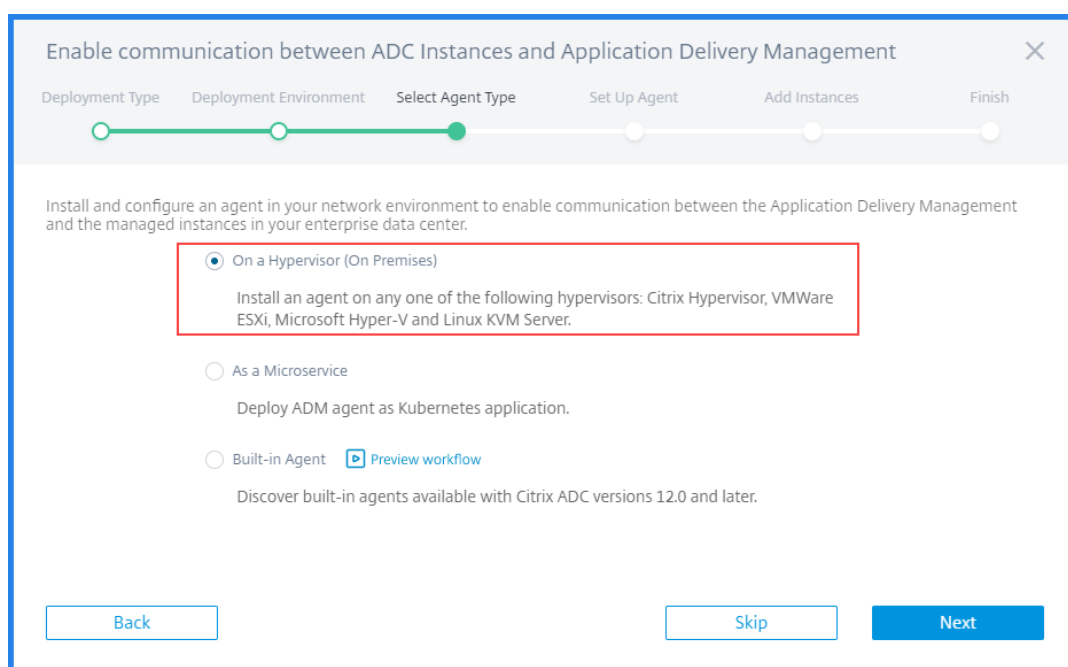 Enable communication between ADC Instances and Application Delivery Management
Deployment Type Deployment Environment Select Agent Type Set Up Agent Add Instances Finish
Install and configure an agent in your network environment to enable communication between the Application Delivery Management
and the managed instances in your enterprise data center.
On a Hypervisor (On Premises)
Install an agent on any one of the following hypervisors: Citrix Hypervisor, VMWare
ESXi, Microsoft Hyper-V and Linux KVM Server.
As a Microservice
Deploy ADM agent as Kubernetes application.
Built-in Agent Preview workflow
Discover built-in agents available with Citrix ADC versions 12.0 and later.
Back Skip Next